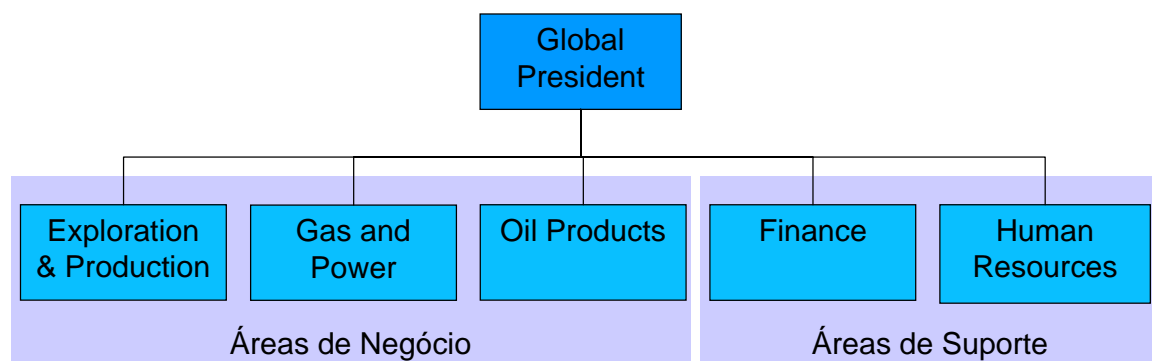 Global
President
Exploration
& Production
Gas and
Power
Oil Products
Finance
Human
Resources
Áreas de Negócio
Áreas de Suporte